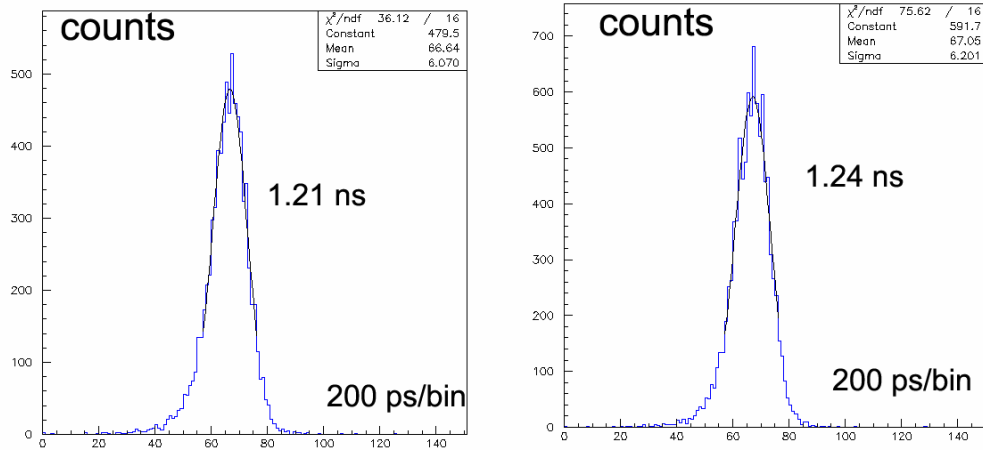 counts
χ²/ndf 36.12 / 16
Constant 479.5
Mean 66.64
Sigma 6.070
500
400
300
200
100
0
1.21 ns
200 ps/bin
0 20 40 60 80 100 120 140
counts
χ²/ndf 75.62 / 16
Constant 591.7
Mean 67.05
Sigma 6.201
700
600
500
400
300
200
100
0
1.24 ns
200 ps/bin
0 20 40 60 80 100 120 140